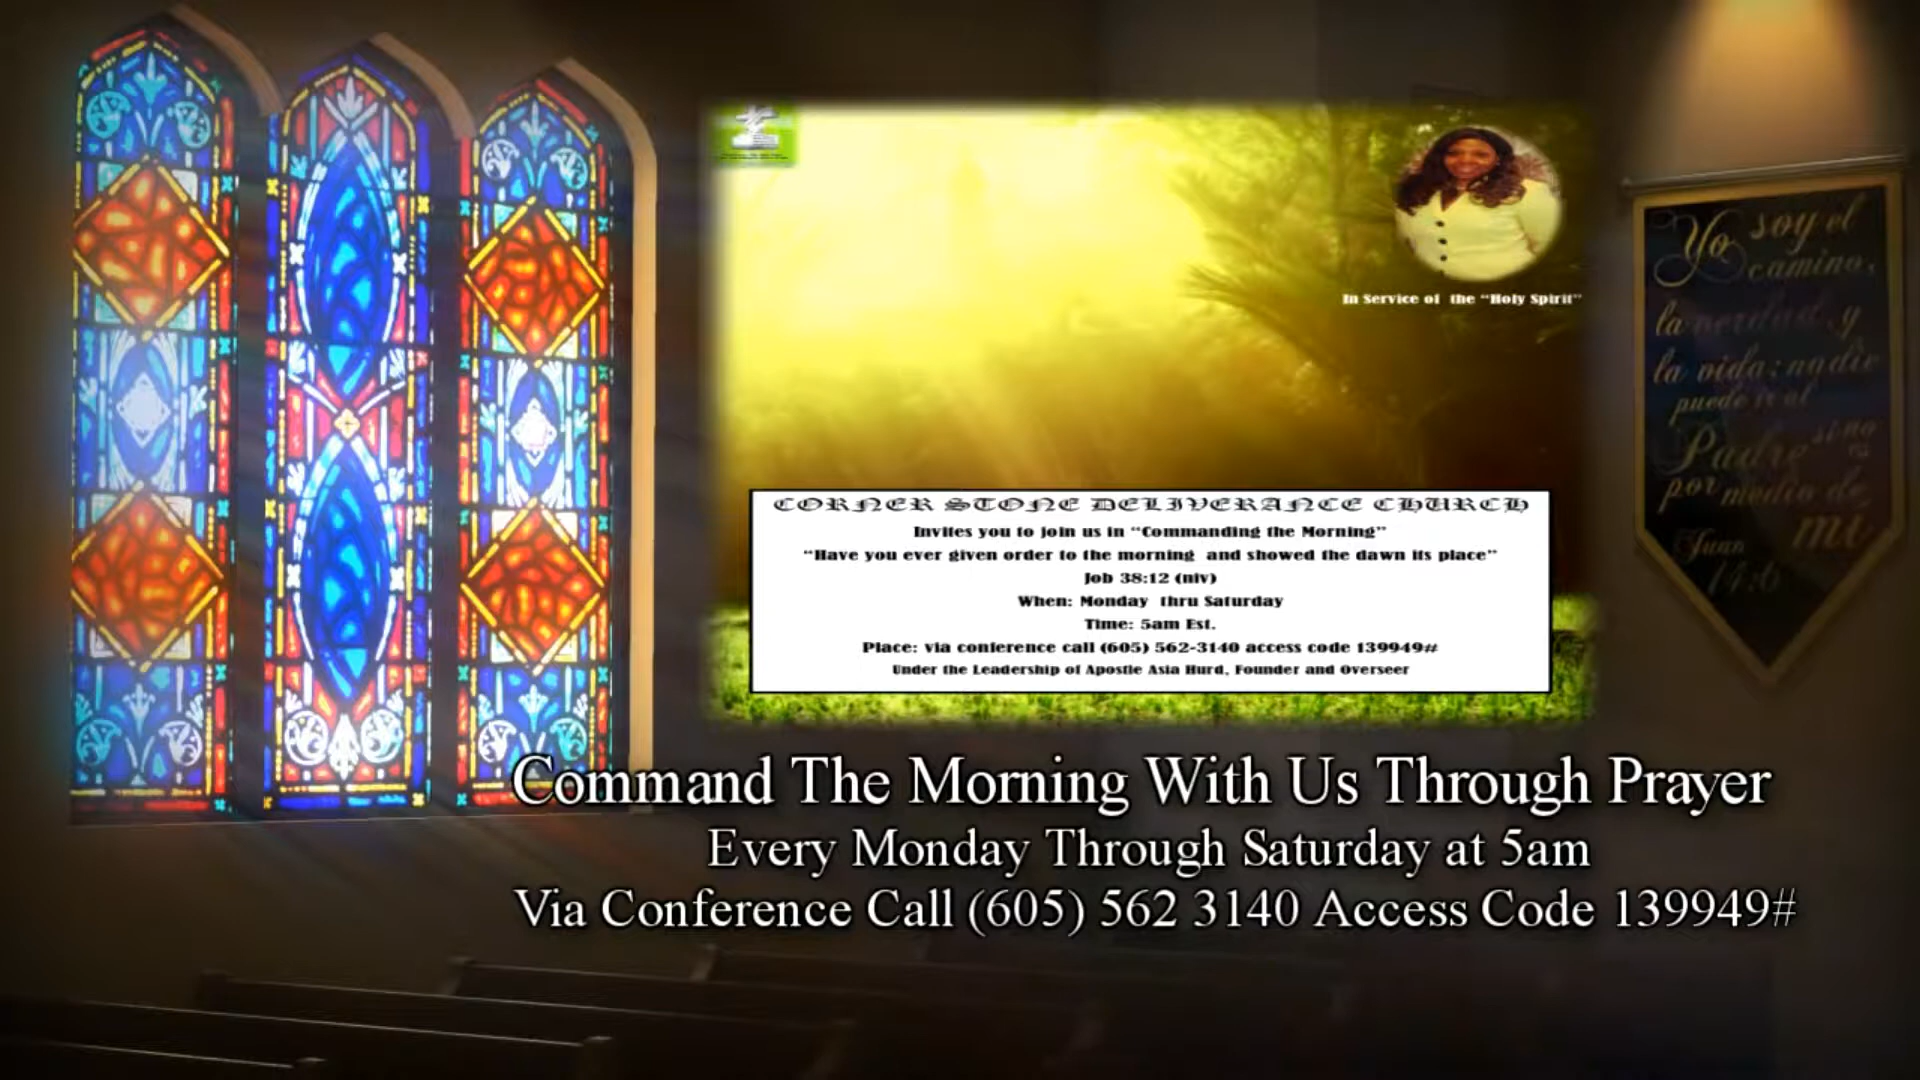 In Service of the "Holy Spirit"
CORNER STONE DELIVERANCE CHURCH
Invites you to join us in "Commanding the Morning"
"Have you ever given order to the morning and showed the dawn its place"
Job 38:12 (niv)
When: Monday thru Saturday
Time: 5am Est.
Place: via conference call (605) 562-3140 access code 139949#
Under the Leadership of Apostle Asia Hurd, Founder and Overseer
Yo soy el
camino,
la verdad y
la vida: nadie
puede ir al
Padre sino
por medio de
mi
Juan
14:6
Command The Morning With Us Through Prayer
Every Monday Through Saturday at 5am
Via Conference Call (605) 562 3140 Access Code 139949#